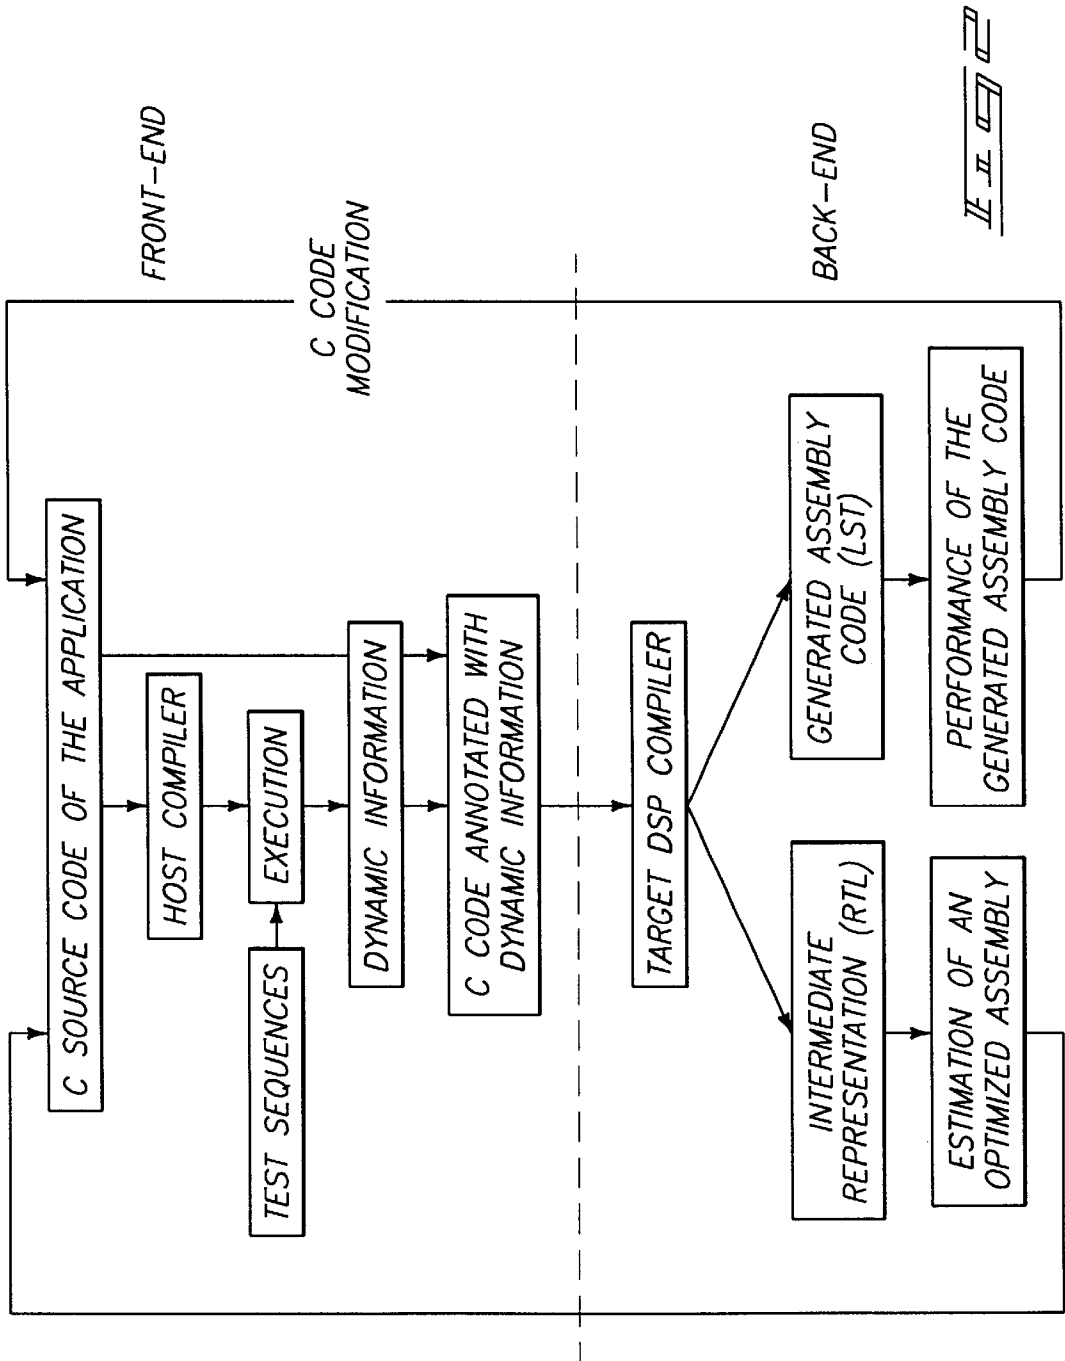 FRONT-END
C SOURCE CODE OF THE APPLICATION
HOST COMPILER
TEST SEQUENCES
EXECUTION
DYNAMIC INFORMATION
C CODE
MODIFICATION
C CODE ANNOTATED WITH
DYNAMIC INFORMATION
TARGET DSP COMPILER
BACK-END
INTERMEDIATE
REPRESENTATION (RTL)
GENERATED ASSEMBLY
CODE (LST)
ESTIMATION OF AN
OPTIMIZED ASSEMBLY
PERFORMANCE OF THE
GENERATED ASSEMBLY CODE
Fig 2